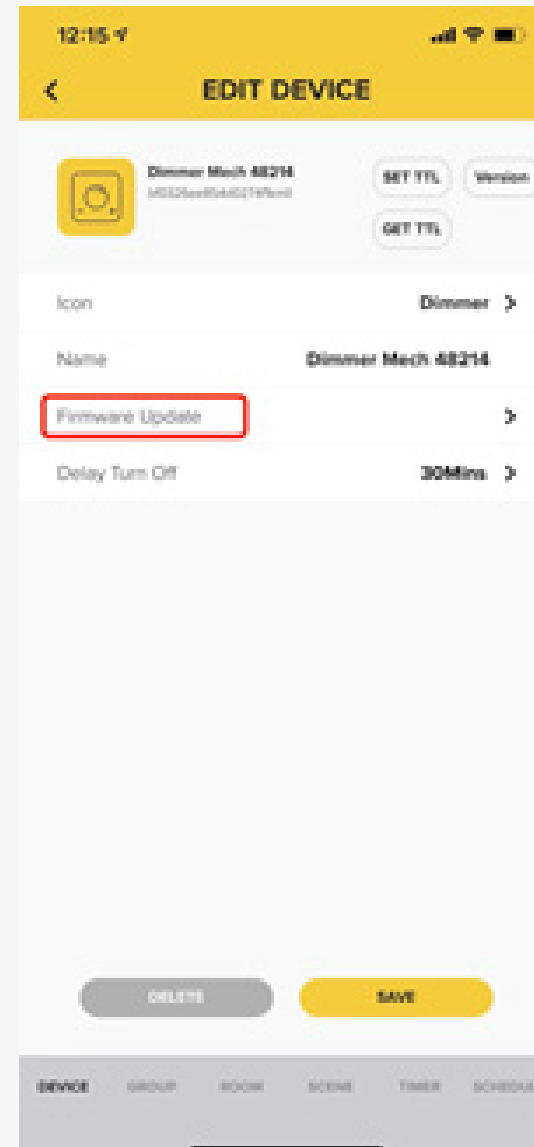 12:15
EDIT DEVICE
Dimmer Mech 48214
SET TTL
Version
GET TTL
Icon
Dimmer
Name
Dimmer Mech 48214
Firmware Update
Delay Turn Off
30Mins
DELETE
SAVE
DEVICE
GROUP
ROOM
SCENE
TIMER
SCHEDUL